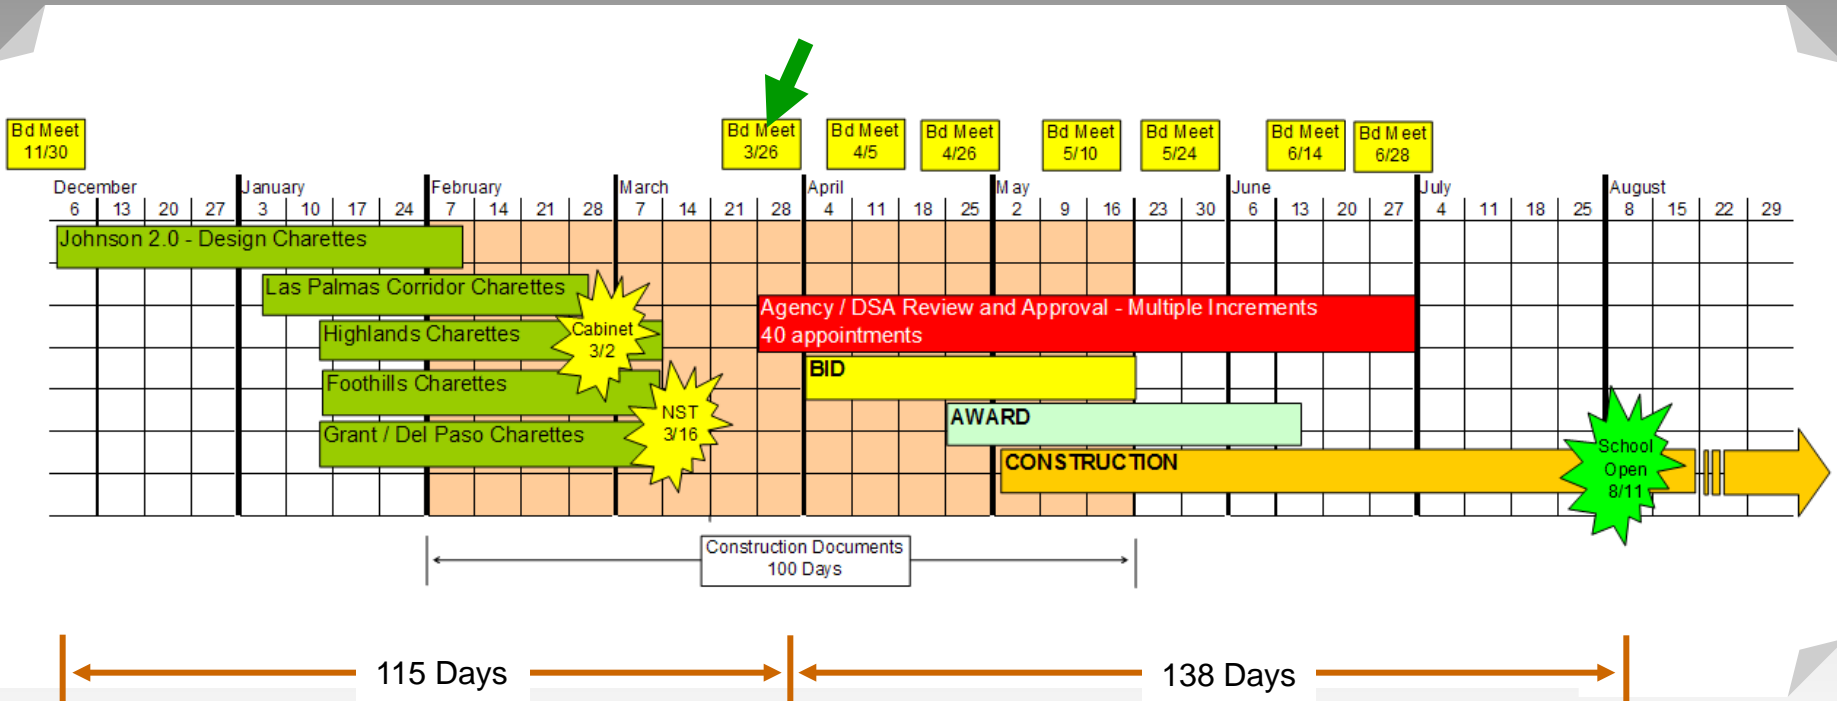 Bd Meet
11/30
Bd Meet
3/26
Bd Meet
4/5
Bd Meet
4/26
Bd Meet
5/10
Bd Meet
5/24
Bd Meet
6/14
Bd Meet
6/28
December January February March April May June July August
6 13 20 27 3 10 17 24 7 14 21 28 7 14 21 28 4 11 18 25 2 9 16 23 30 6 13 20 27 4 11 18 25 8 15 22 29
Johnson 2.0 - Design Charettes
Las Palmas Corridor Charettes
Highlands Charettes
Cabinet
3/2
Agency / DSA Review and Approval - Multiple Increments
40 appointments
Foothills Charettes
BID
NST
3/16
Grant / Del Paso Charettes
AWARD
CONSTRUCTION
School
Open
8/11
Construction Documents
100 Days
115 Days
138 Days